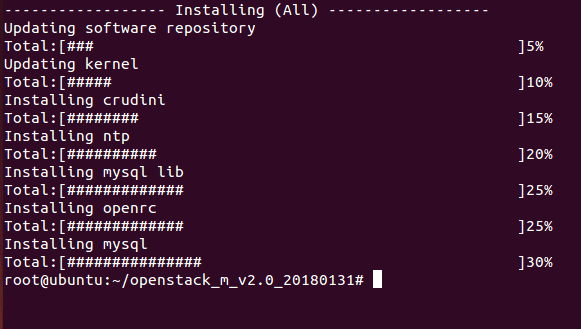 ------------------ Installing (All) ------------------
Updating software repository
Total:[### ]5%
Updating kernel
Total:[##### ]10%
Installing crudini
Total:[######## ]15%
Installing ntp
Total:[########## ]20%
Installing mysql lib
Total:[############# ]25%
Installing openrc
Total:[############# ]25%
Installing mysql
Total:[############### ]30%
root@ubuntu:~/openstack_m_v2.0_20180131#